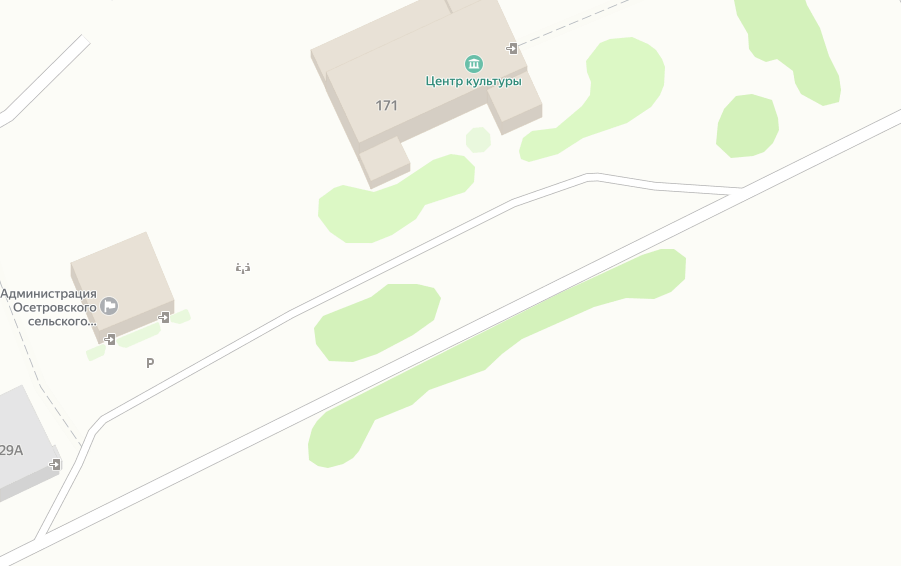 Центр культуры
171
Администрация
Осетровского
сельского...
P
29А